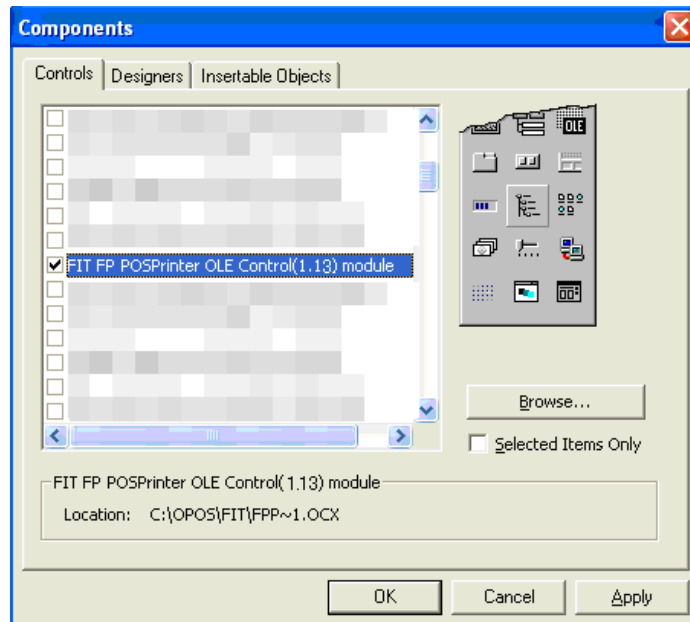 Components
Controls Designers Insertable Objects
OLE
FIT FP POSPrinter OLE Control(1.13) module
Browse...
Selected Items Only
FIT FP POSPrinter OLE Control(1.13) module
Location: C:\OPOS\FIT\FPP~1.OCX
OK Cancel Apply